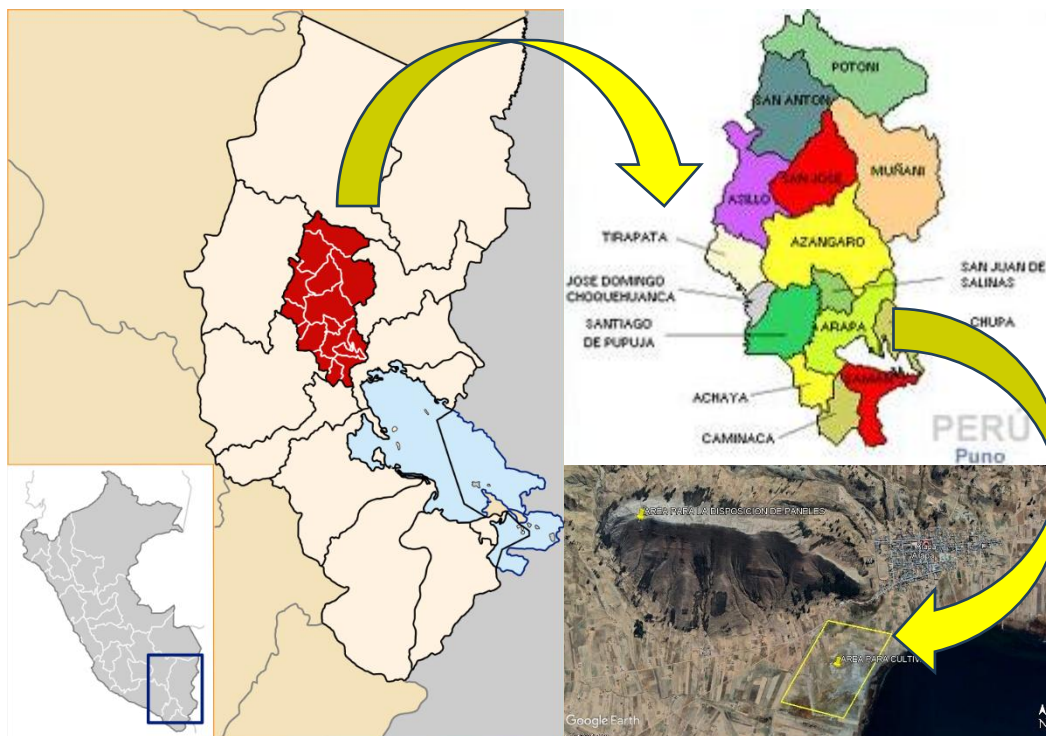 POTONI
SAN ANTONI
MUÑANI
SAN JOSE
ASILLO
TIRAPATA
AZANGARO
SAN JUAN DE
SALINAS
JOSE DOMINGO
CHOQUEHUANCA
CHUPA
ARAPA
SANTIAGO
DE PUPUJA
ACHAYA
CAMINACA
PERÚ
Puno
AREA PARA LA DISPOSICION DE PANELES
AREA PARA CULTIV
Google Earth
N